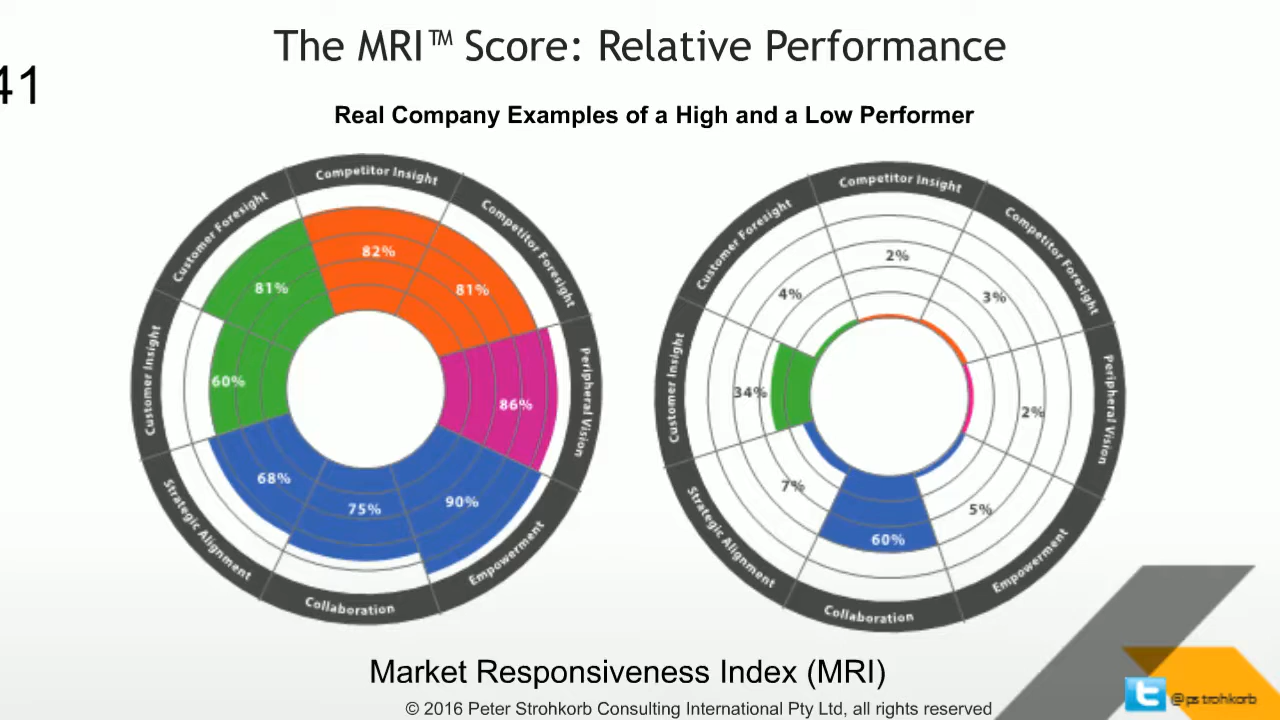 The MRI™ Score: Relative Performance
41
Real Company Examples of a High and a Low Performer
Competitor Insight
Competitor Foresight
Peripheral Vision
Empowerment
Collaboration
Strategic Alignment
Customer Insight
Customer Foresight
82%
81%
86%
90%
75%
68%
60%
81%
Competitor Insight
Competitor Foresight
Peripheral Vision
Empowerment
Collaboration
Strategic Alignment
Customer Insight
Customer Foresight
2%
3%
2%
5%
60%
7%
34%
4%
Market Responsiveness Index (MRI)
© 2016 Peter Strohkorb Consulting International Pty Ltd, all rights reserved
@pstrohkorb